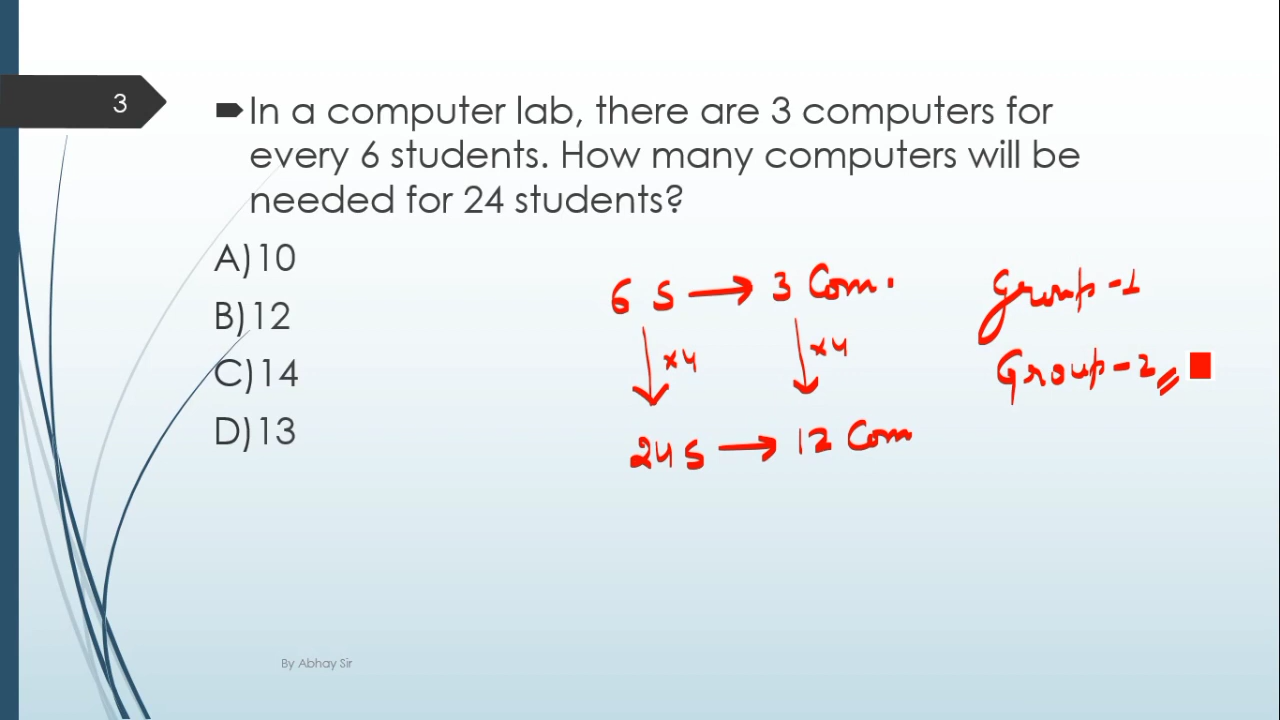 3
In a computer lab, there are 3 computers for
every 6 students. How many computers will be
needed for 24 students?
A)10
B)12
C)14
D)13
6 S → 3 Com.
×4 ×4
24 S → 12 Com
Group-1
Group-2
By Abhay Sir